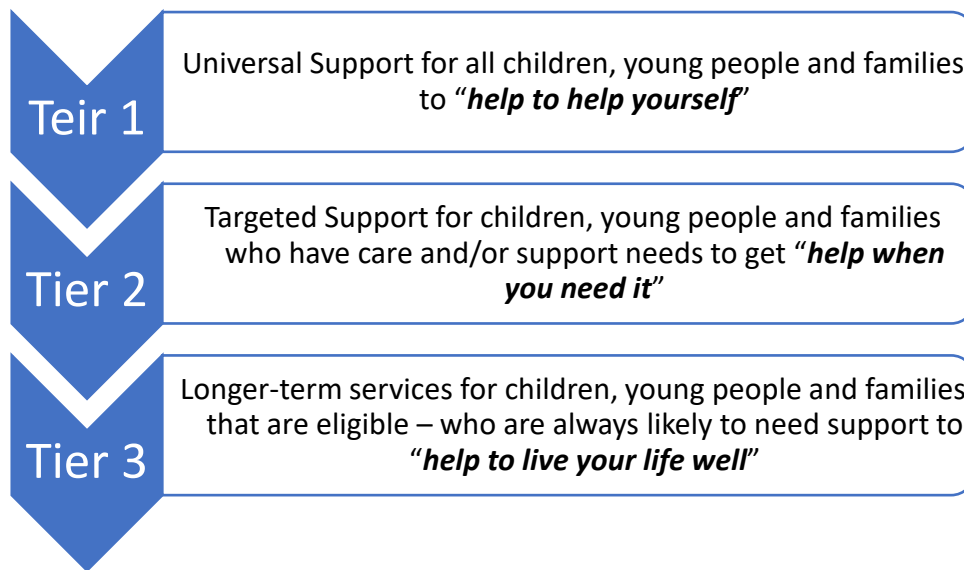 Teir 1
Universal Support for all children, young people and families
to “help to help yourself”
Tier 2
Targeted Support for children, young people and families
who have care and/or support needs to get “help when
you need it”
Tier 3
Longer-term services for children, young people and families
that are eligible – who are always likely to need support to
“help to live your life well”